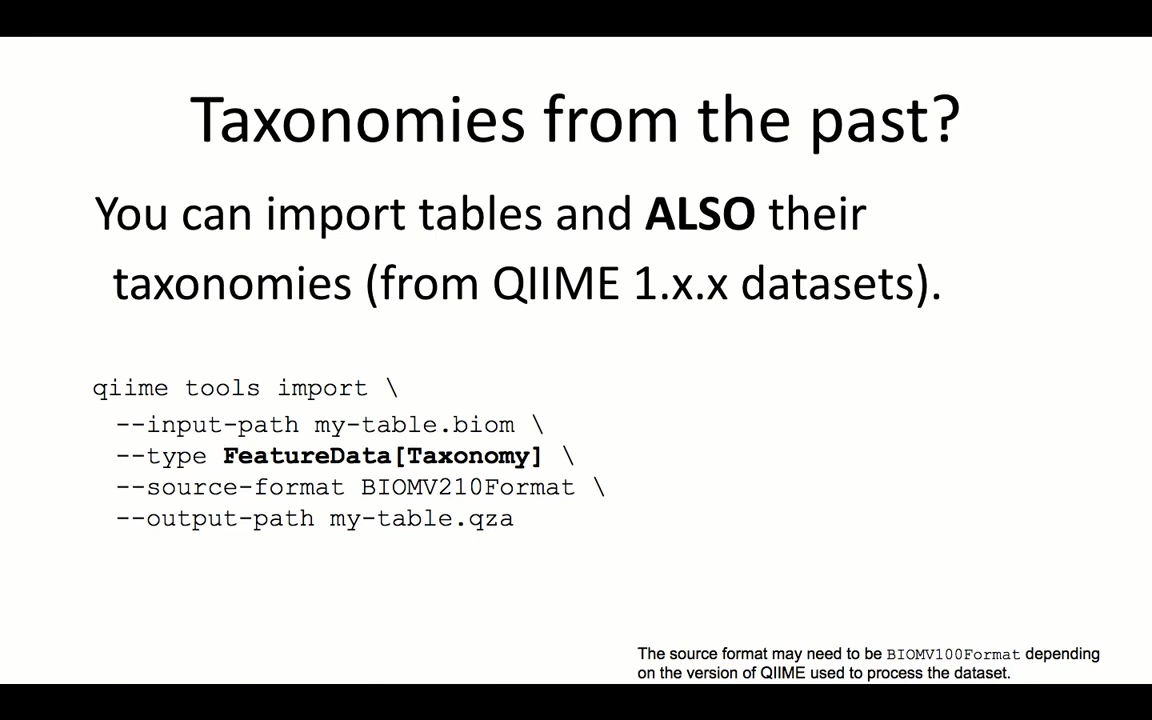 Taxonomies from the past?
You can import tables and ALSO their
taxonomies (from QIIME 1.x.x datasets).
qiime tools import \
--input-path my-table.biom \
--type FeatureData[Taxonomy] \
--source-format BIOMV210Format \
--output-path my-table.qza
The source format may need to be BIOMV100Format depending
on the version of QIIME used to process the dataset.